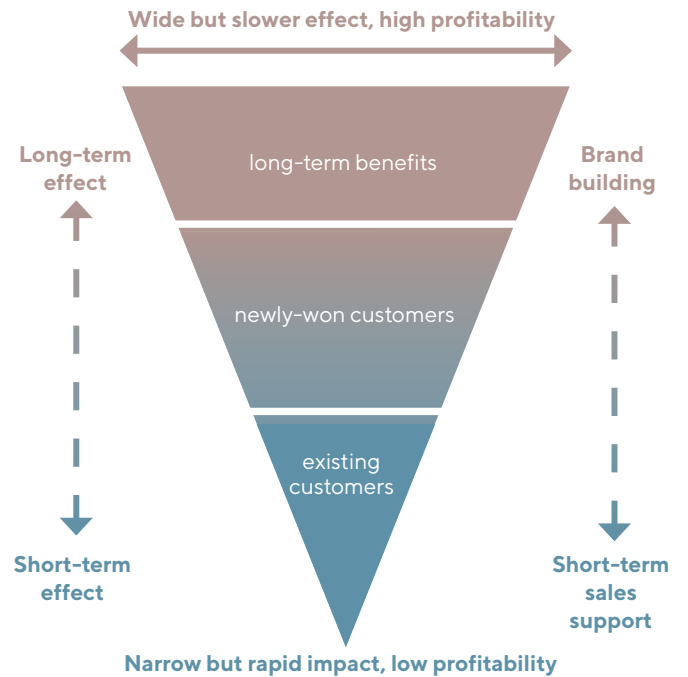 Wide but slower effect, high profitability
Long-term
effect
long-term benefits
Brand
building
newly-won customers
existing
customers
Short-term
effect
Short-term
sales
support
Narrow but rapid impact, low profitability